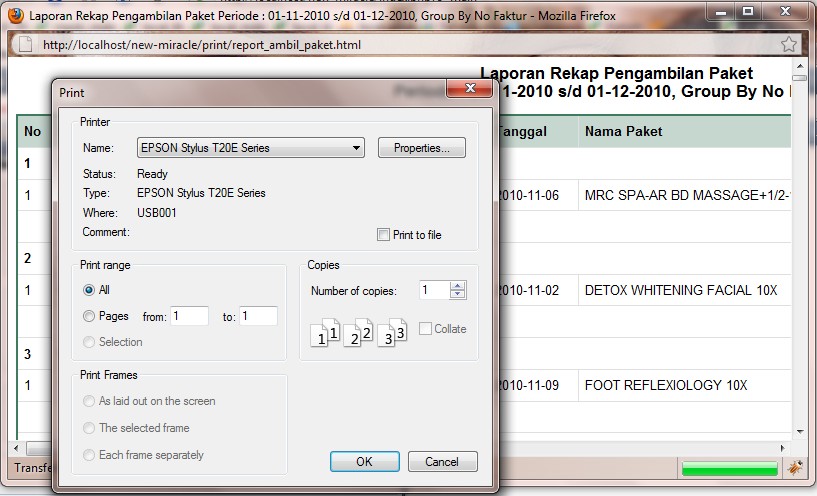 Laporan Rekap Pengambilan Paket Periode : 01-11-2010 s/d 01-12-2010, Group By No Faktur - Mozilla Firefox
http://localhost/new-miracle/print/report_ambil_paket.html
Laporan Rekap Pengambilan Paket
1-2010 s/d 01-12-2010, Group By No
No Tanggal Nama Paket
1
1 2010-11-06 MRC SPA-AR BD MASSAGE+1/2-
2
1 2010-11-02 DETOX WHITENING FACIAL 10X
3
1 2010-11-09 FOOT REFLEXIOLOGY 10X
Print
Printer
Name: EPSON Stylus T20E Series Properties...
Status: Ready
Type: EPSON Stylus T20E Series
Where: USB001
Comment: Print to file
Print range
All
Pages from: 1 to: 1
Selection
Copies
Number of copies: 1
1 1 2 2 3 3 Collate
Print Frames
As laid out on the screen
The selected frame
Each frame separately
OK Cancel
Transfe